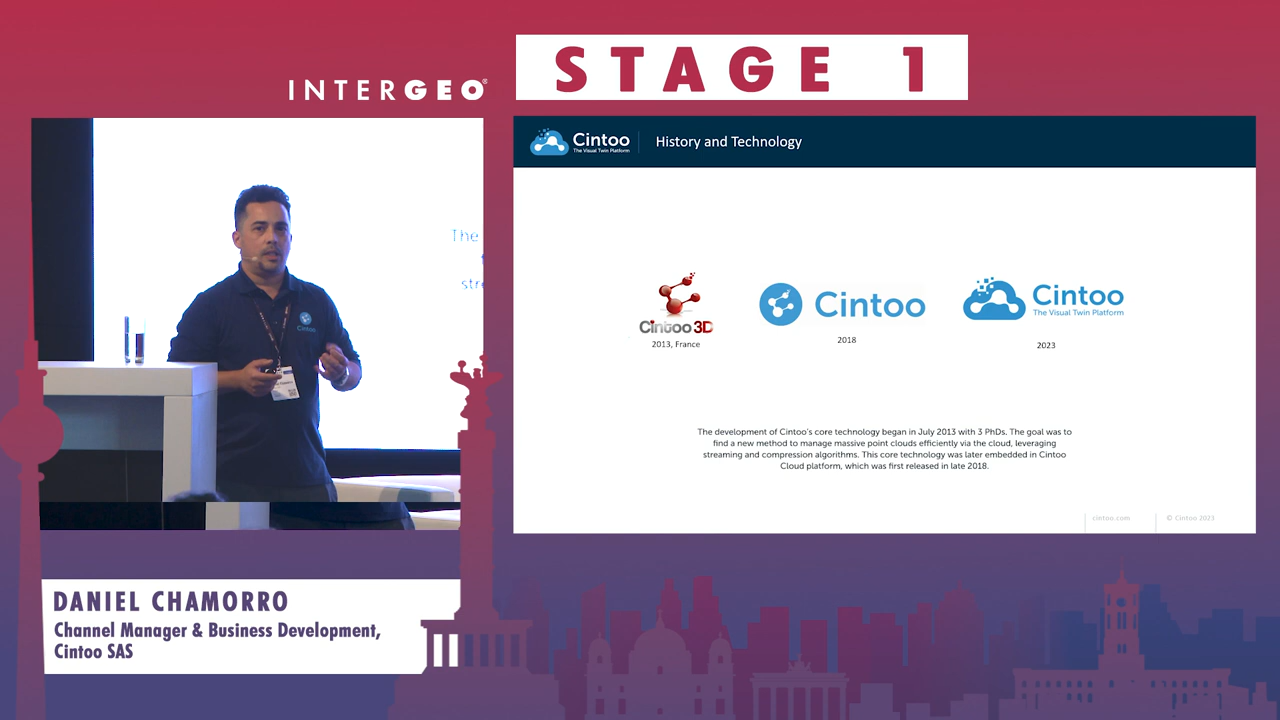 STAGE 1
INTERGEO®
Cintoo
The Visual Twin Platform
History and Technology
The
stre
Cintoo
Cintoo 3D
2013, France
Cintoo
2018
Cintoo
The Visual Twin Platform
2023
The development of Cintoo's core technology began in July 2013 with 3 PhDs. The goal was to
find a new method to manage massive point clouds efficiently via the cloud, leveraging
streaming and compression algorithms. This core technology was later embedded in Cintoo
Cloud platform, which was first released in late 2018.
cintoo.com
© Cintoo 2023
DANIEL CHAMORRO
Channel Manager & Business Development,
Cintoo SAS